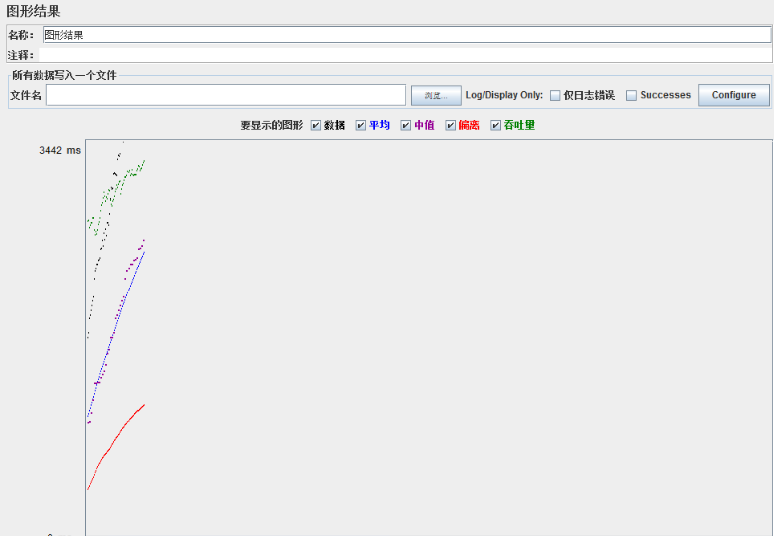 图形结果
名称： 图形结果
注释：
所有数据写入一个文件
文件名 浏览... Log/Display Only: 仅日志错误 Successes Configure
要显示的图形 数据 平均 中值 偏离 吞吐量
3442 ms